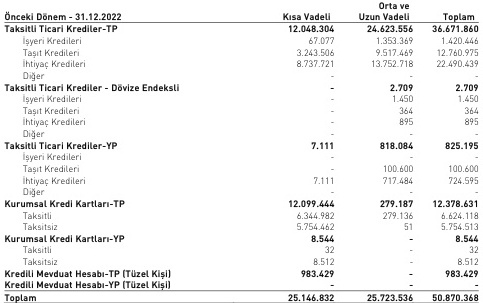 Orta ve
Önceki Dönem - 31.12.2022 Kısa Vadeli Uzun Vadeli Toplam
Taksitli Ticari Krediler-TP 12.048.304 24.623.556 36.671.860
İşyeri Kredileri 67.077 1.353.369 1.420.446
Taşıt Kredileri 3.243.506 9.517.469 12.760.975
İhtiyaç Kredileri 8.737.721 13.752.718 22.490.439
Diğer - - -
Taksitli Ticari Krediler - Dövize Endeksli - 2.709 2.709
İşyeri Kredileri - 1.450 1.450
Taşıt Kredileri - 364 364
İhtiyaç Kredileri - 895 895
Diğer - - -
Taksitli Ticari Krediler-YP 7.111 818.084 825.195
İşyeri Kredileri - - -
Taşıt Kredileri - 100.600 100.600
İhtiyaç Kredileri 7.111 717.484 724.595
Diğer - - -
Kurumsal Kredi Kartları-TP 12.099.444 279.187 12.378.631
Taksitli 6.344.982 279.136 6.624.118
Taksitsiz 5.754.462 51 5.754.513
Kurumsal Kredi Kartları-YP 8.544 - 8.544
Taksitli 32 - 32
Taksitsiz 8.512 - 8.512
Kredili Mevduat Hesabı-TP (Tüzel Kişi) 983.429 - 983.429
Kredili Mevduat Hesabı-YP (Tüzel Kişi) - - -
Toplam 25.146.832 25.723.536 50.870.368